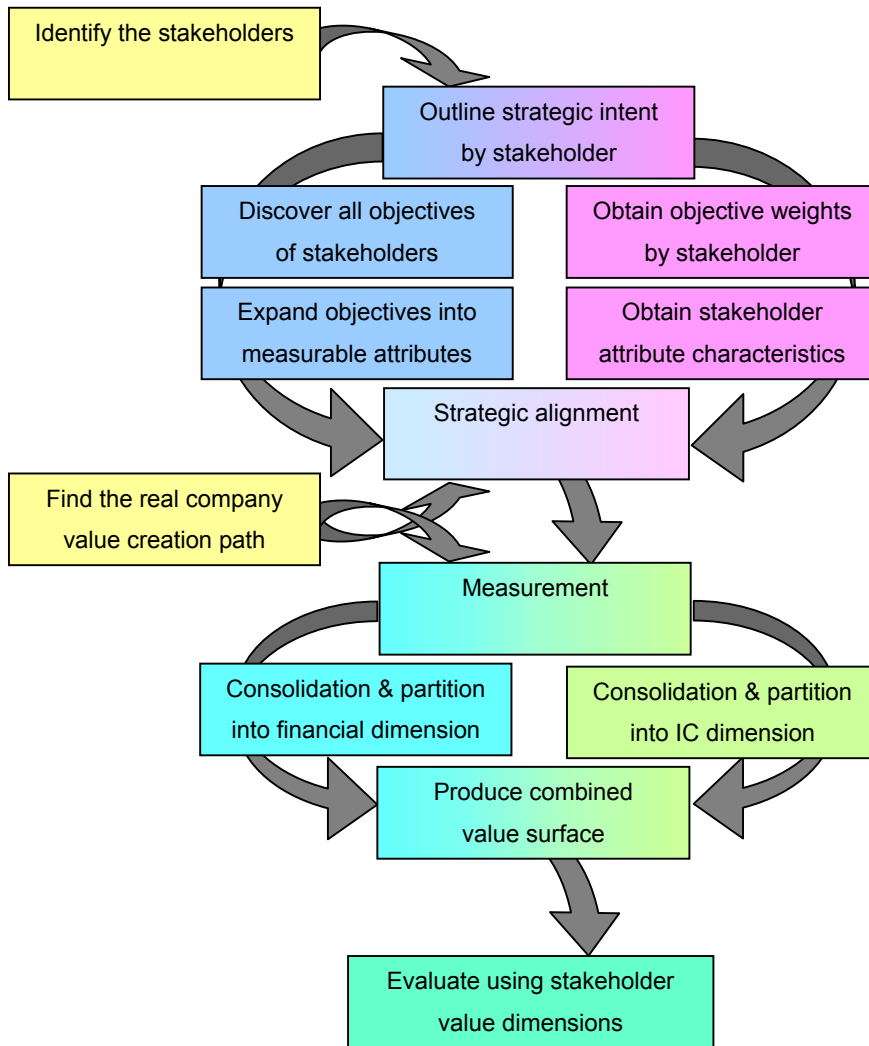 Identify the stakeholders
Outline strategic intent
by stakeholder
Discover all objectives
of stakeholders
Obtain objective weights
by stakeholder
Expand objectives into
measurable attributes
Obtain stakeholder
attribute characteristics
Strategic alignment
Find the real company
value creation path
Measurement
Consolidation & partition
into financial dimension
Consolidation & partition
into IC dimension
Produce combined
value surface
Evaluate using stakeholder
value dimensions